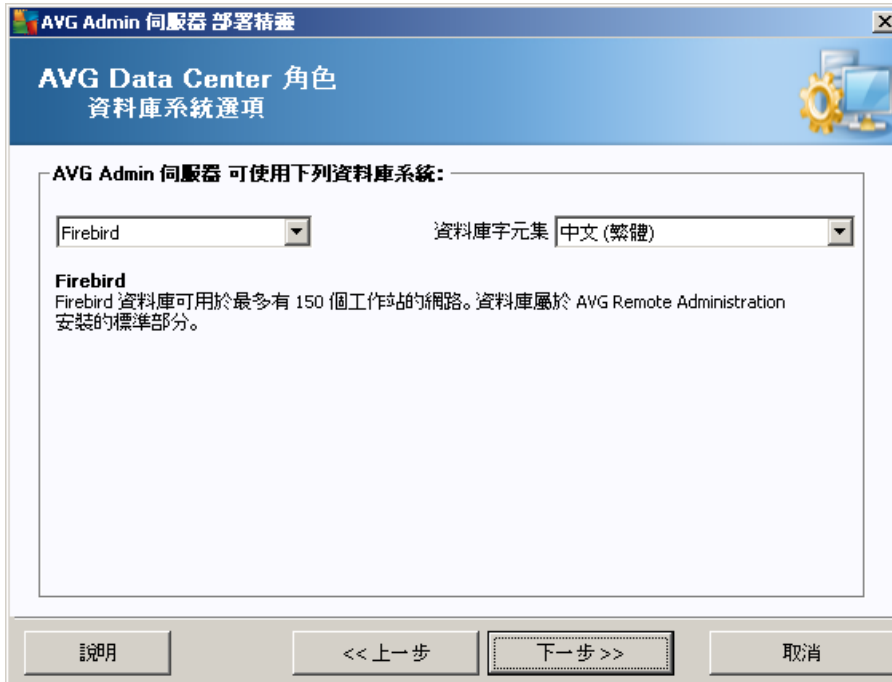 AVG Admin 伺服器 部署精靈
AVG Data Center 角色
資料庫系統選項
AVG Admin 伺服器 可使用下列資料庫系統:
Firebird 資料庫字元集 中文 (繁體)
Firebird
Firebird 資料庫可用於最多有 150 個工作站的網路。資料庫屬於 AVG Remote Administration
安裝的標準部分。
說明 << 上一步 下一步 >> 取消